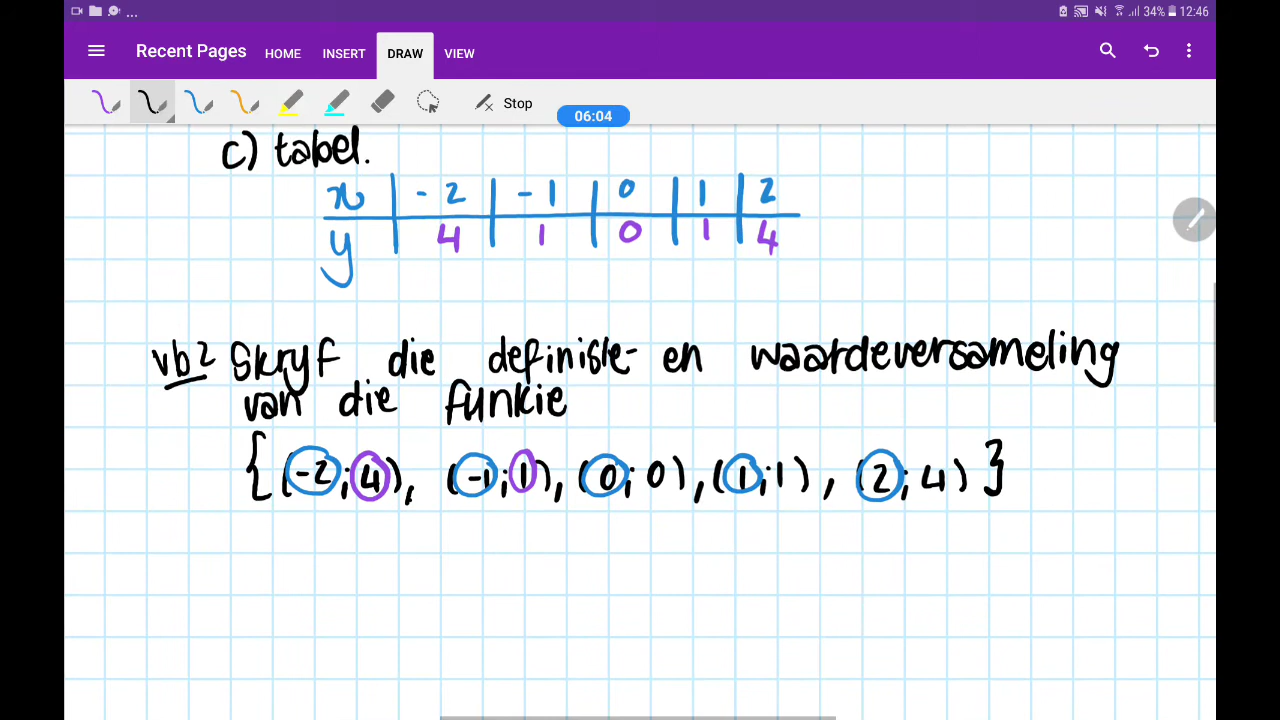 ... 34% 12:46
Recent Pages HOME INSERT DRAW VIEW
Stop
06:04
c) tabel.
x -2 -1 0 1 2
y 4 1 0 1 4
vb2 Skryf die definisie- en waardeversameling
van die funkie
{(-2;4), (-1;1), (0;0), (1;1), (2;4)}